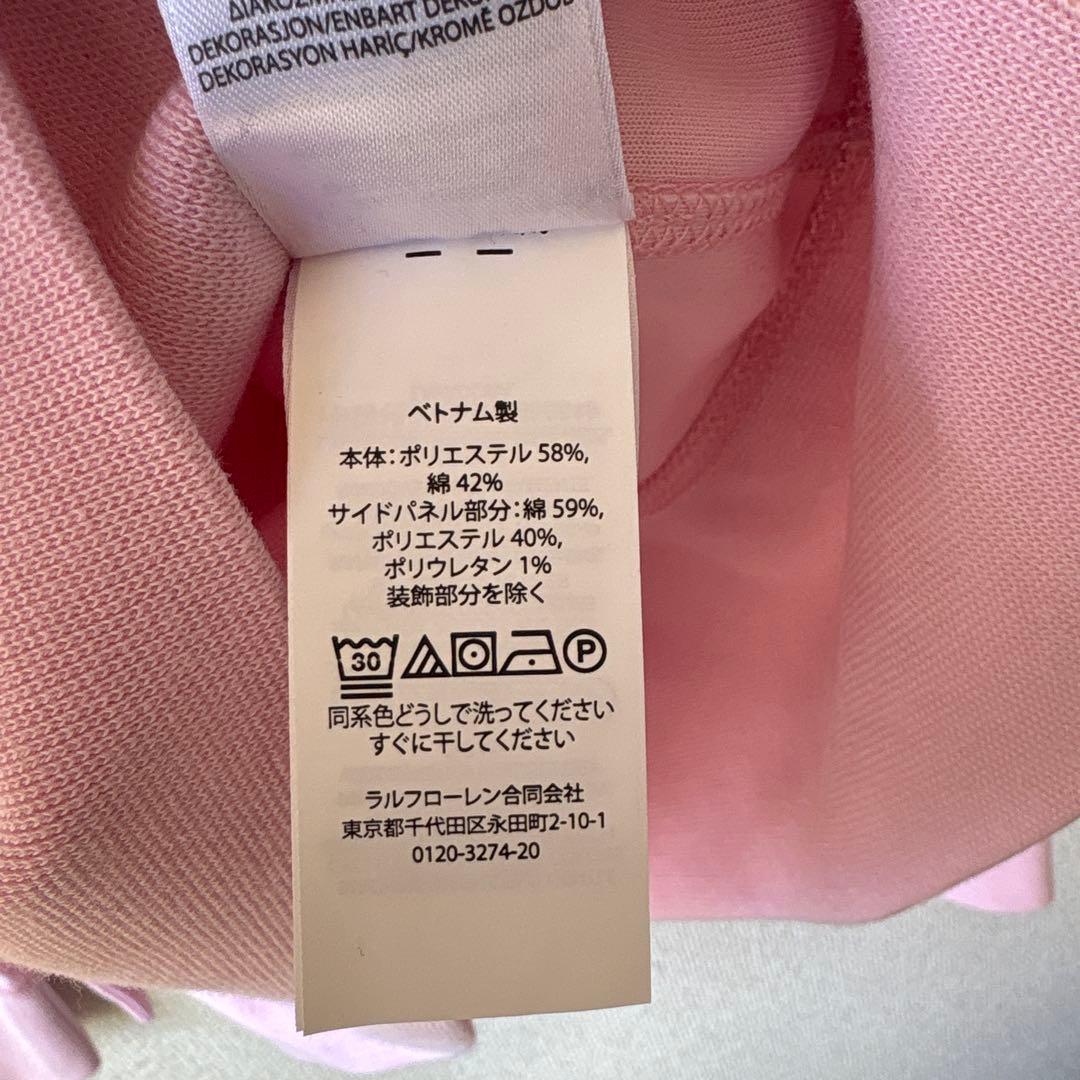 DEKORASJON/ENBART
DEKORASYON HARIÇ/KROMĚ OZDOB
ベトナム製
本体:ポリエステル 58%,
綿 42%
サイドパネル部分:綿 59%,
ポリエステル 40%,
ポリウレタン 1%
装飾部分を除く
30
P
同系色どうしで洗ってください
すぐに干してください
ラルフローレン合同会社
東京都千代田区永田町2-10-1
0120-3274-20